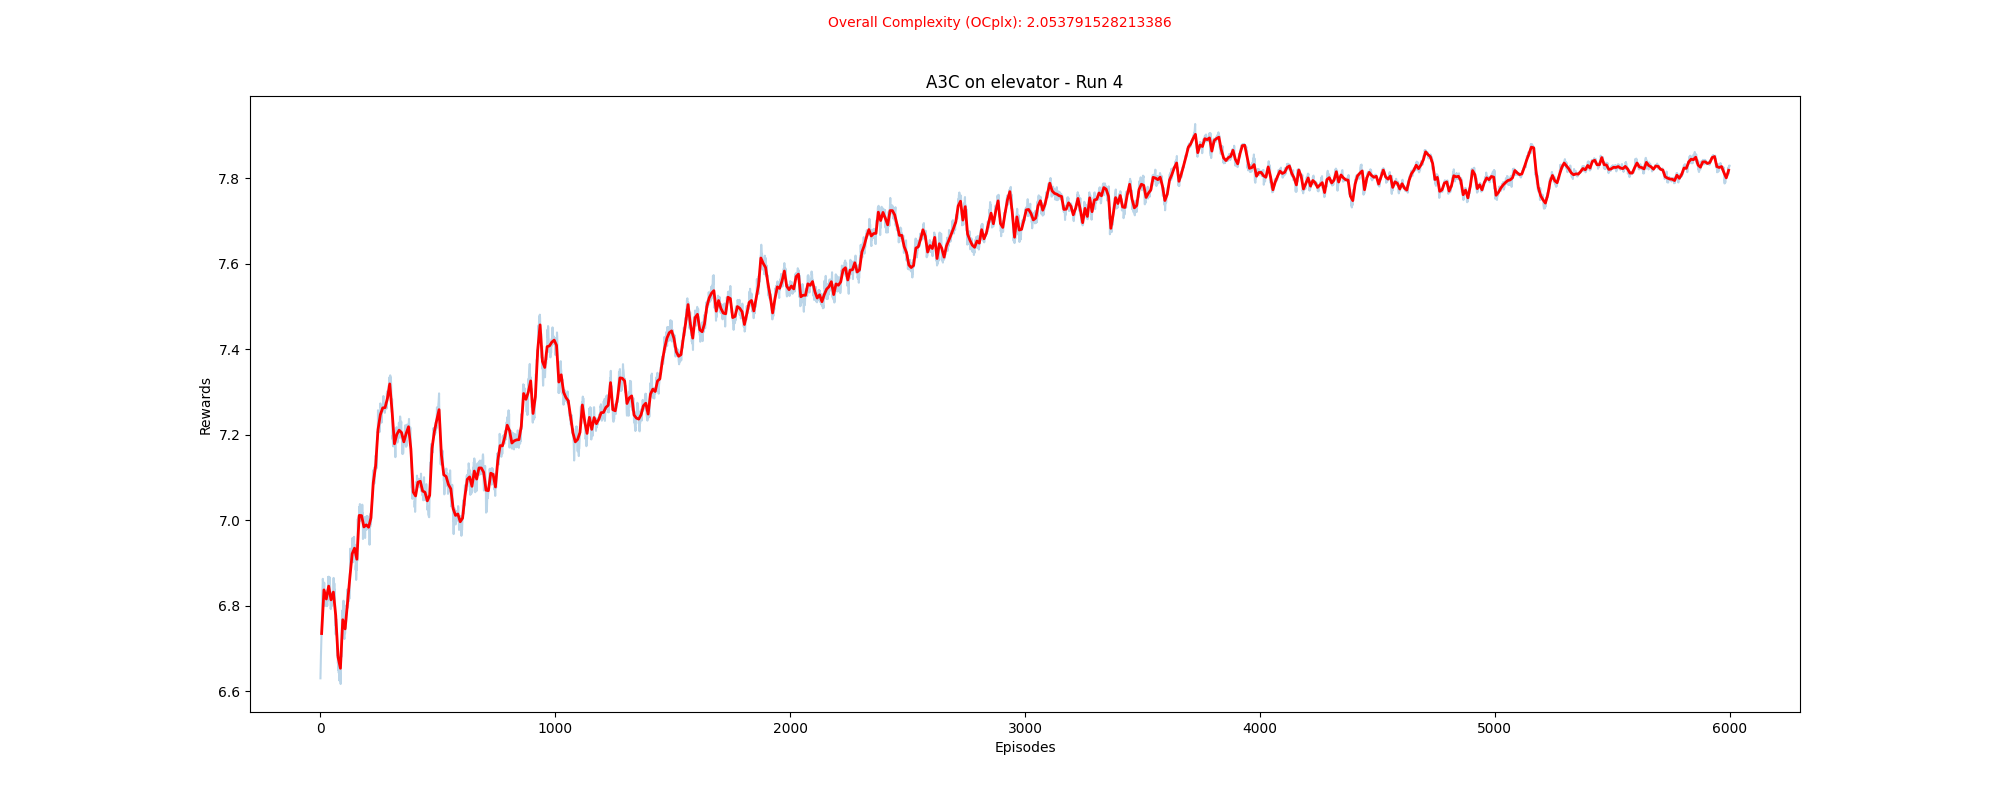 Overall Complexity (OCplx): 2.053791528213386
A3C on elevator - Run 4
Rewards
7.8
7.6
7.4
7.2
7.0
6.8
6.6
0 1000 2000 3000 4000 5000 6000
Episodes